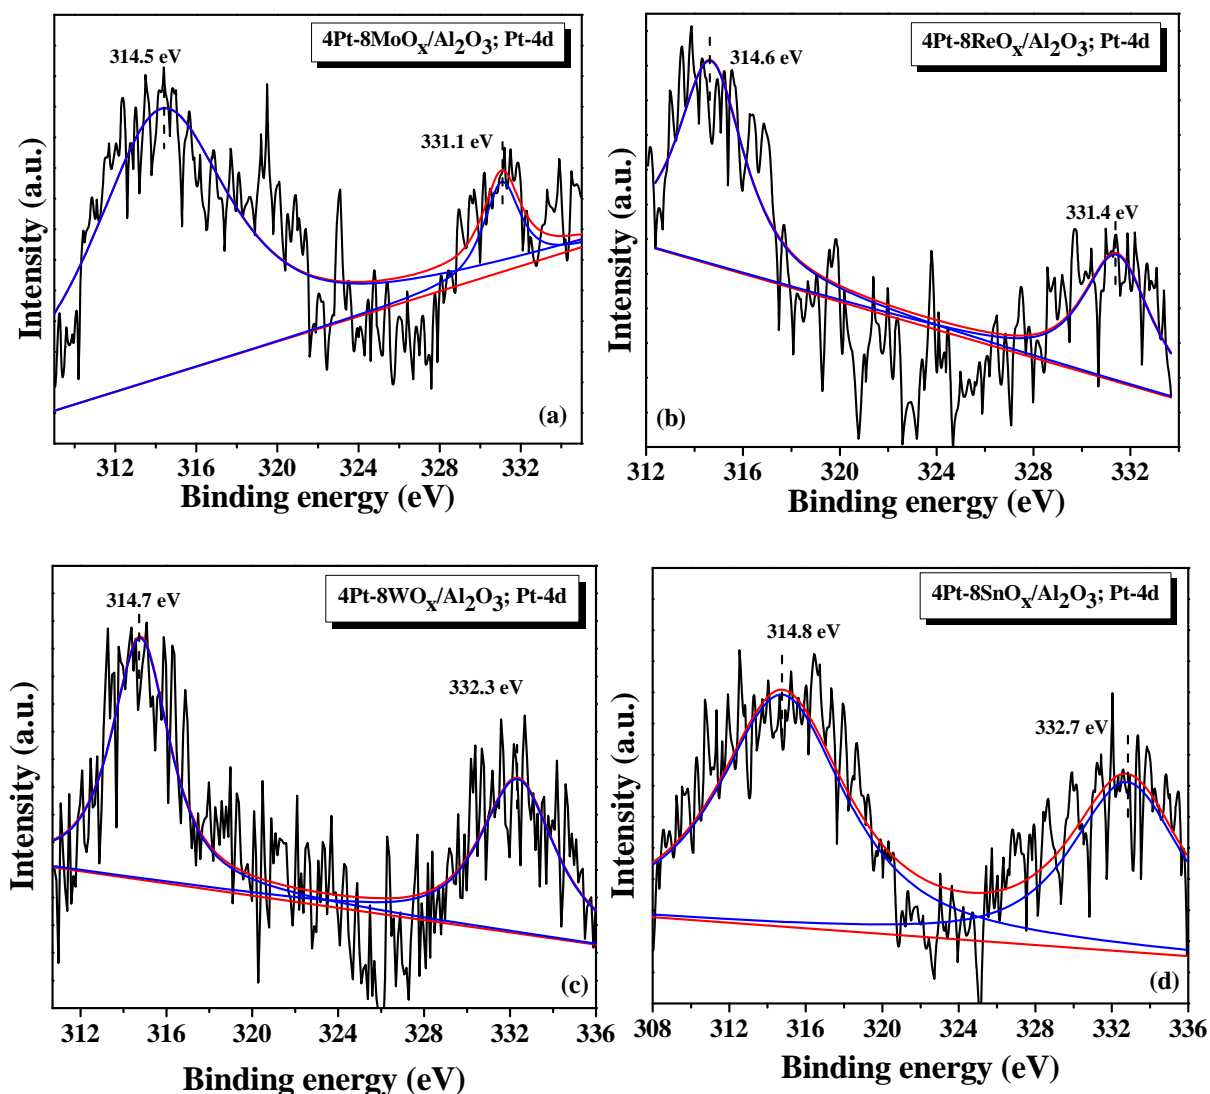 4Pt-8MoOx/Al2O3; Pt-4d
314.5 eV
331.1 eV
Intensity (a.u.)
(a)
312 316 320 324 328 332
Binding energy (eV)
4Pt-8ReOx/Al2O3; Pt-4d
314.6 eV
331.4 eV
Intensity (a.u.)
(b)
312 316 320 324 328 332
Binding energy (eV)
4Pt-8WOx/Al2O3; Pt-4d
314.7 eV
332.3 eV
Intensity (a.u.)
(c)
312 316 320 324 328 332 336
Binding energy (eV)
4Pt-8SnOx/Al2O3; Pt-4d
314.8 eV
332.7 eV
Intensity (a.u.)
(d)
308 312 316 320 324 328 332 336
Binding energy (eV)